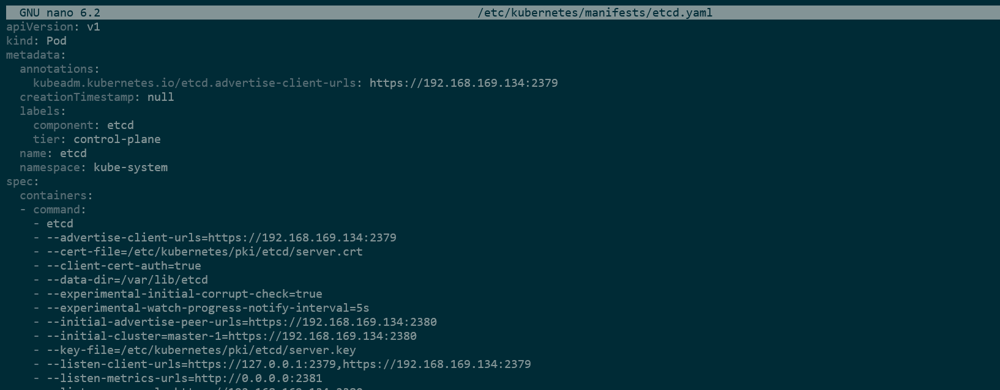 GNU nano 6.2 /etc/kubernetes/manifests/etcd.yaml
apiVersion: v1
kind: Pod
metadata:
  annotations:
    kubeadm.kubernetes.io/etcd.advertise-client-urls: https://192.168.169.134:2379
  creationTimestamp: null
  labels:
    component: etcd
    tier: control-plane
  name: etcd
  namespace: kube-system
spec:
  containers:
  - command:
    - etcd
    - --advertise-client-urls=https://192.168.169.134:2379
    - --cert-file=/etc/kubernetes/pki/etcd/server.crt
    - --client-cert-auth=true
    - --data-dir=/var/lib/etcd
    - --experimental-initial-corrupt-check=true
    - --experimental-watch-progress-notify-interval=5s
    - --initial-advertise-peer-urls=https://192.168.169.134:2380
    - --initial-cluster=master-1=https://192.168.169.134:2380
    - --key-file=/etc/kubernetes/pki/etcd/server.key
    - --listen-client-urls=https://127.0.0.1:2379,https://192.168.169.134:2379
    - --listen-metrics-urls=http://0.0.0.0:2381